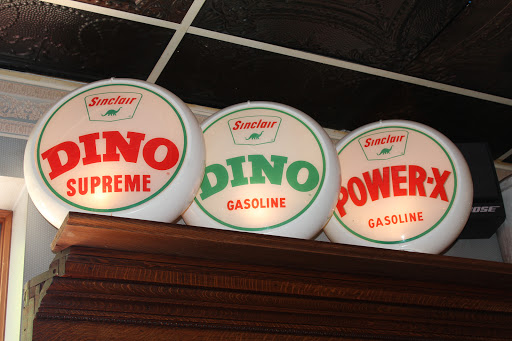 Sinclair
DINO
SUPREME
Sinclair
DINO
GASOLINE
Sinclair
POWER-X
GASOLINE
BOSE